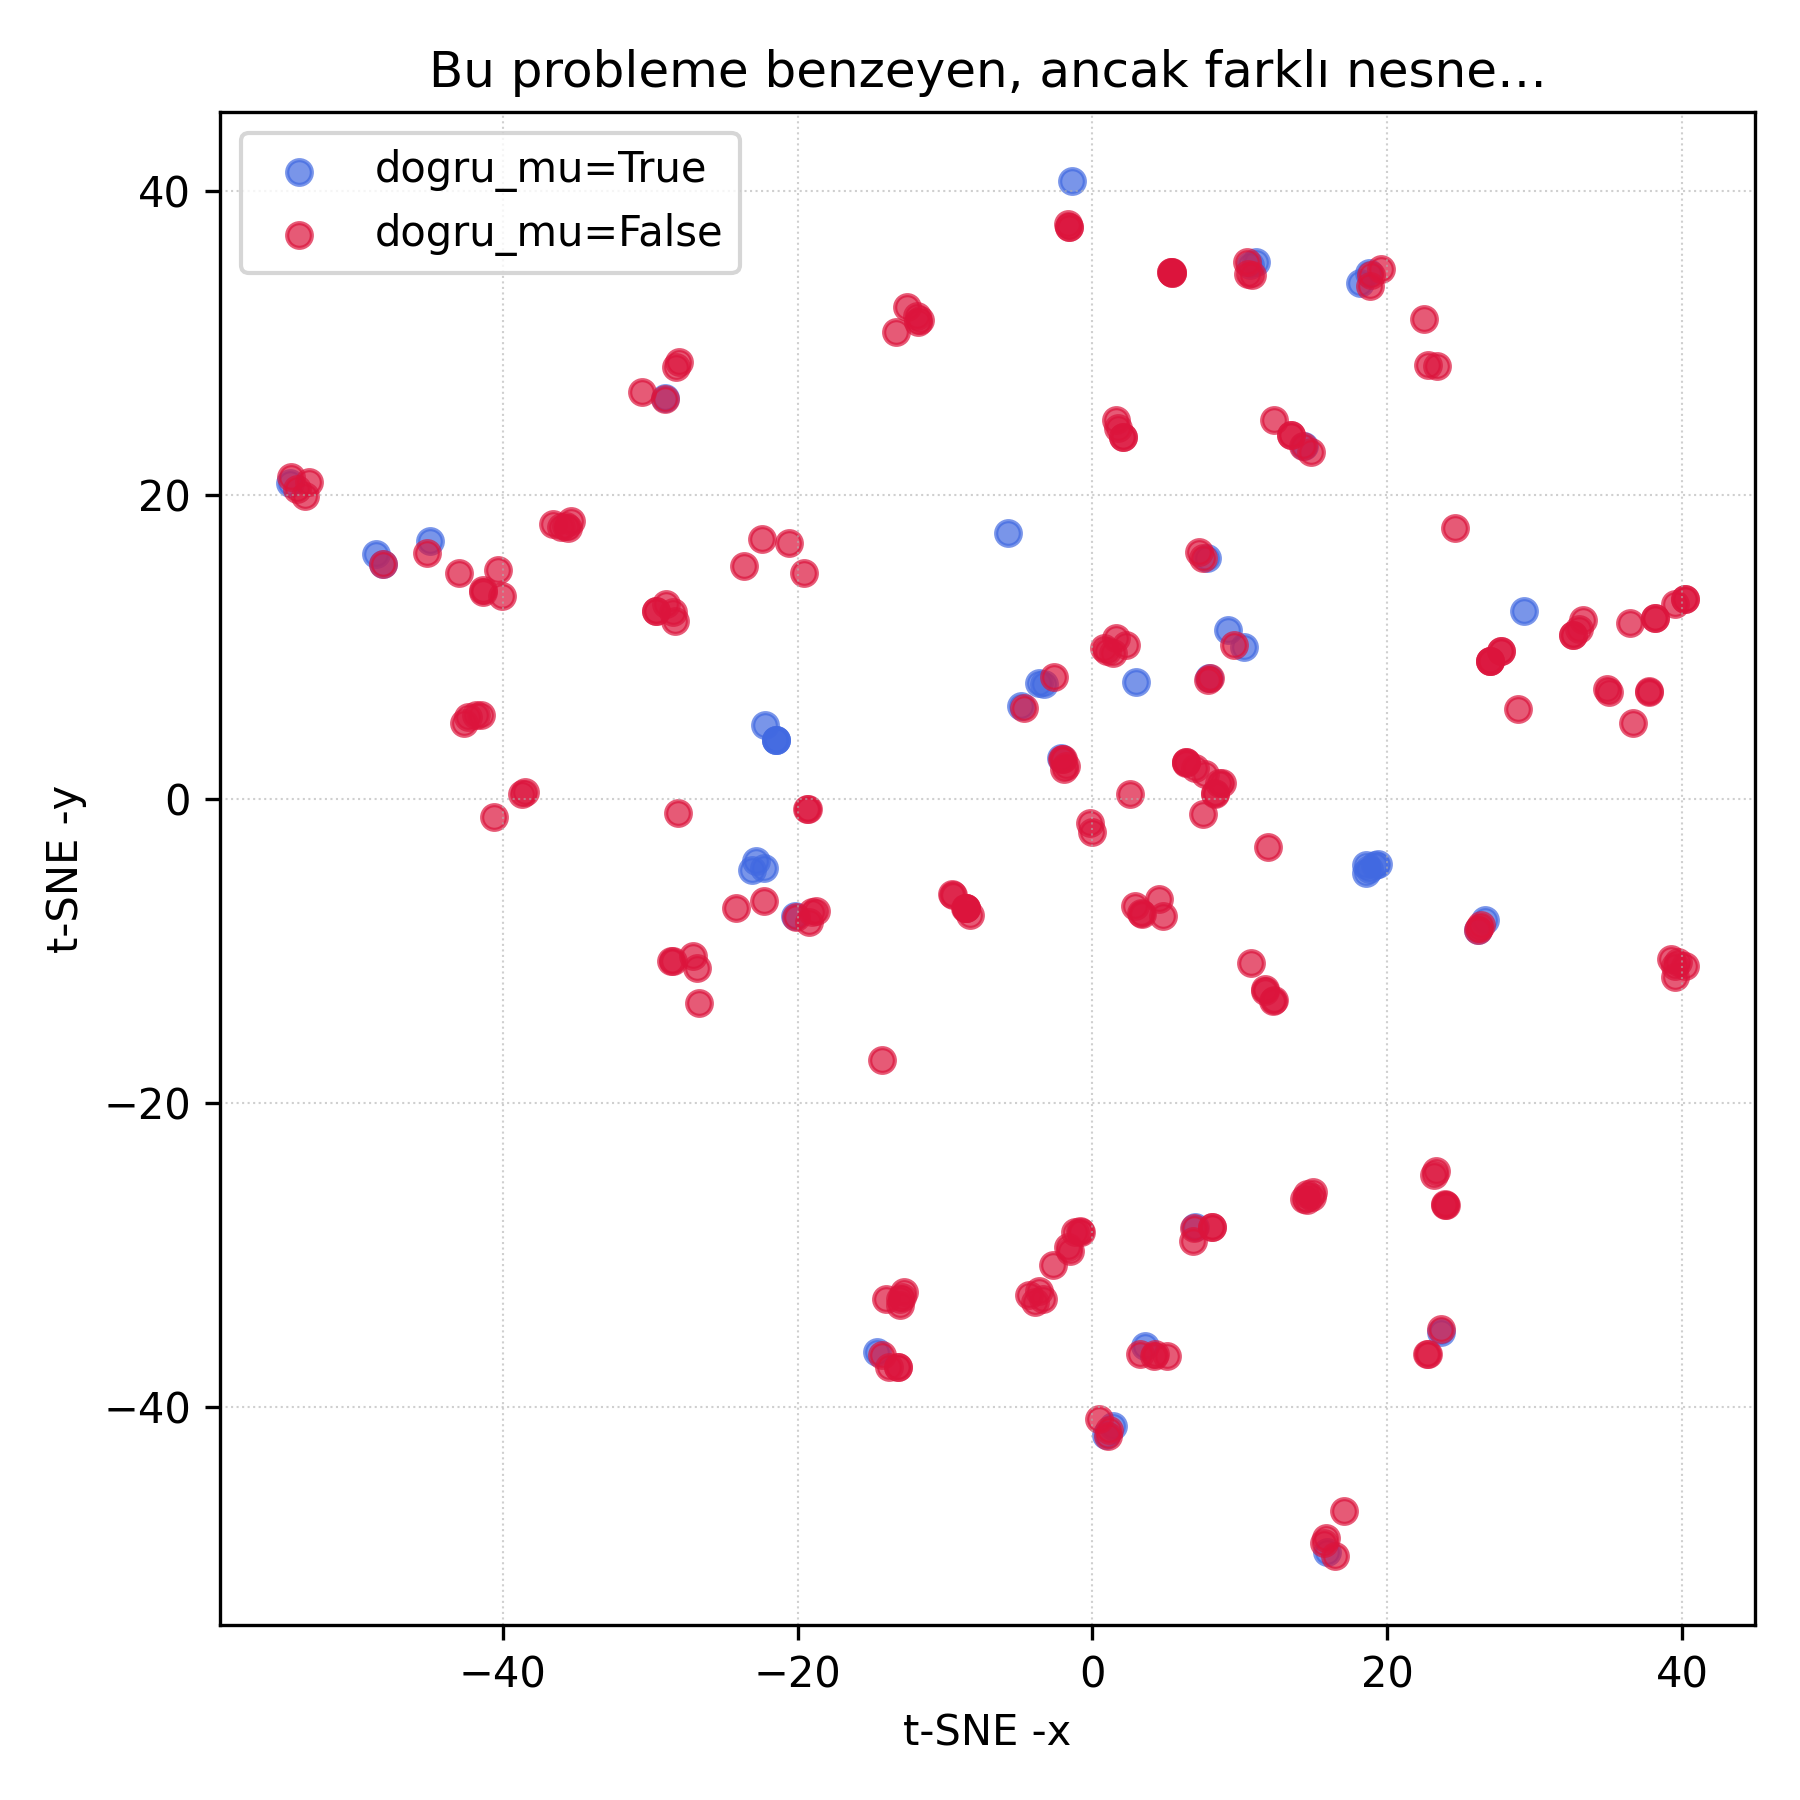 Bu probleme benzeyen, ancak farklı nesne...
dogru_mu=True
dogru_mu=False
40
20
0
−20
−40
t-SNE -y
−40
−20
0
20
40
t-SNE -x